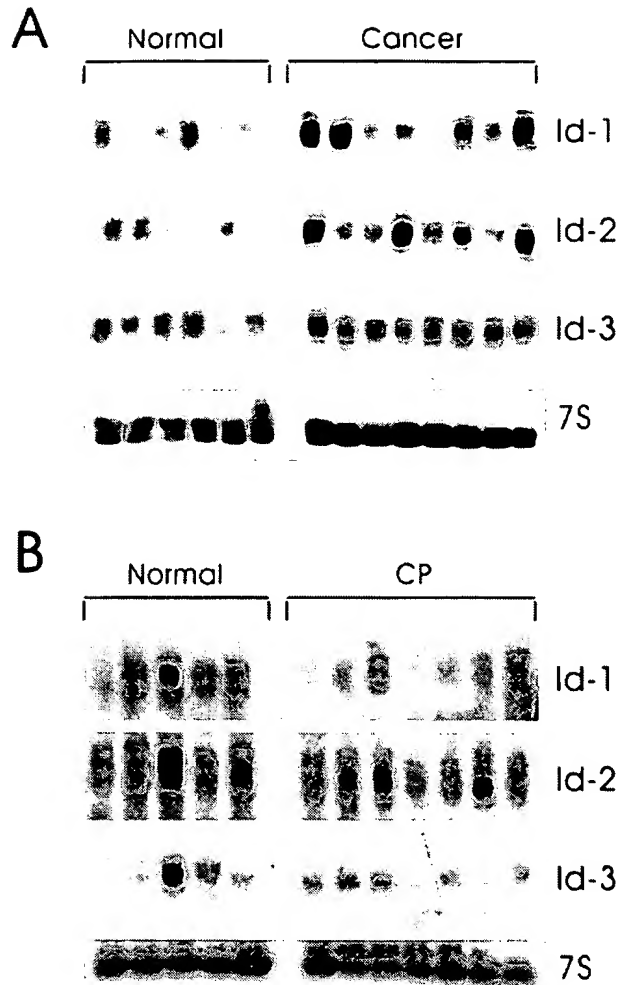 A
Normal Cancer
Id-1
Id-2
Id-3
7S
B
Normal CP
Id-1
Id-2
Id-3
7S